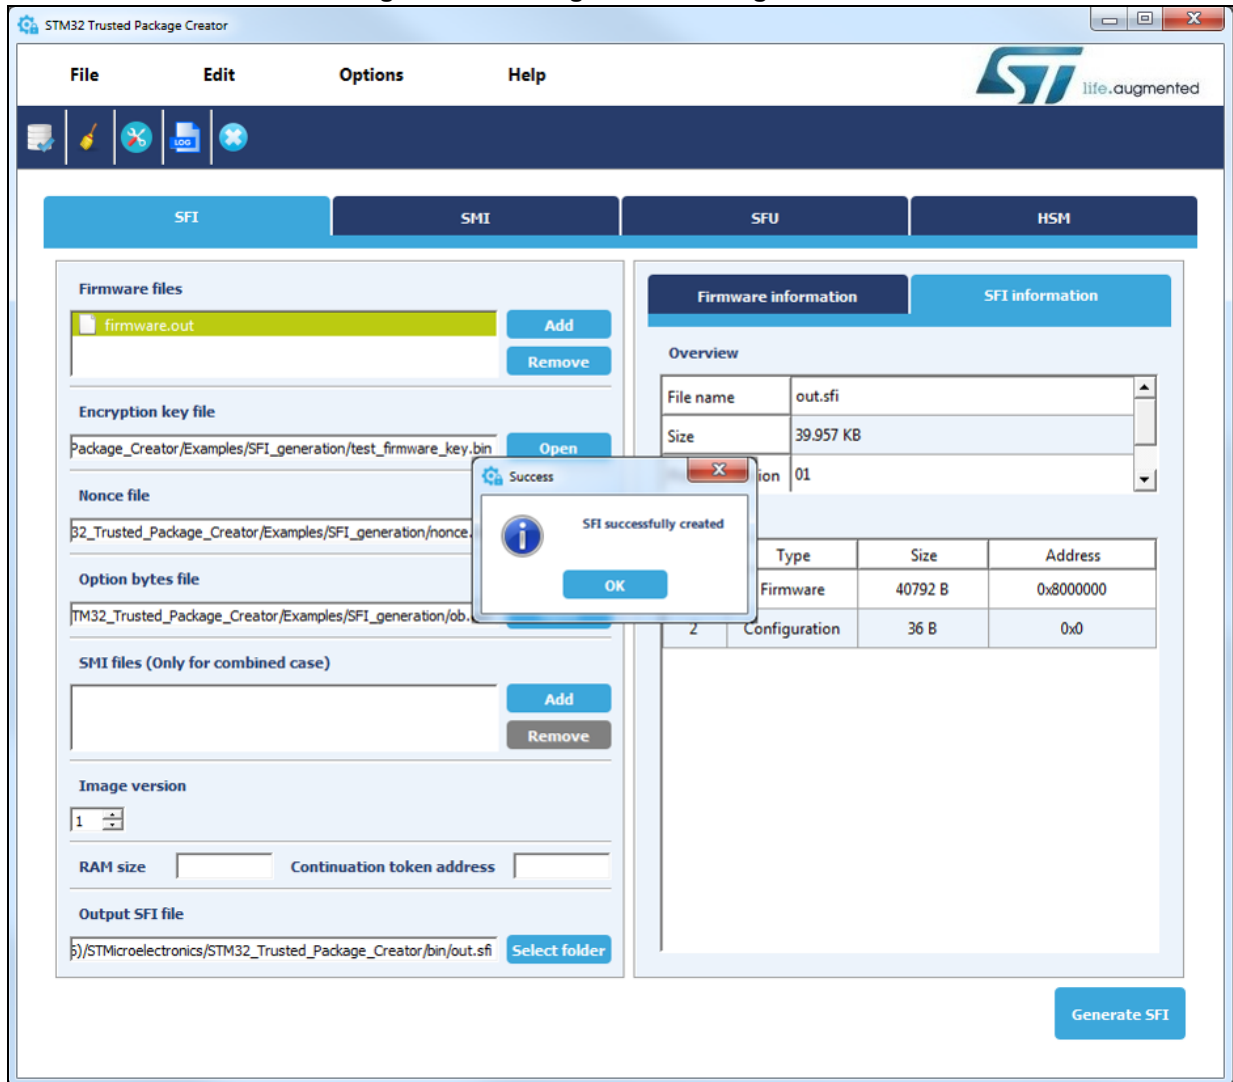 STM32 Trusted Package Creator
File Edit Options Help
ST life.augmented
LOG
SFI SMI SFU HSM
Firmware files
firmware.out
Add
Remove
Encryption key file
Package_Creator/Examples/SFI_generation/test_firmware_key.bin Open
Nonce file
32_Trusted_Package_Creator/Examples/SFI_generation/nonce.
Option bytes file
TM32_Trusted_Package_Creator/Examples/SFI_generation/ob.
SMI files (Only for combined case)
Add
Remove
Image version
1
RAM size Continuation token address
Output SFI file
)/STMicroelectronics/STM32_Trusted_Package_Creator/bin/out.sfi Select folder
Firmware information SFI information
Overview
File name out.sfi
Size 39.957 KB
ion 01
Type Size Address
Firmware 40792 B 0x8000000
2 Configuration 36 B 0x0
Success
SFI successfully created
OK
Generate SFI